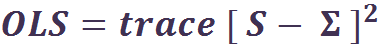 OLS = trace [ S − Σ ]²